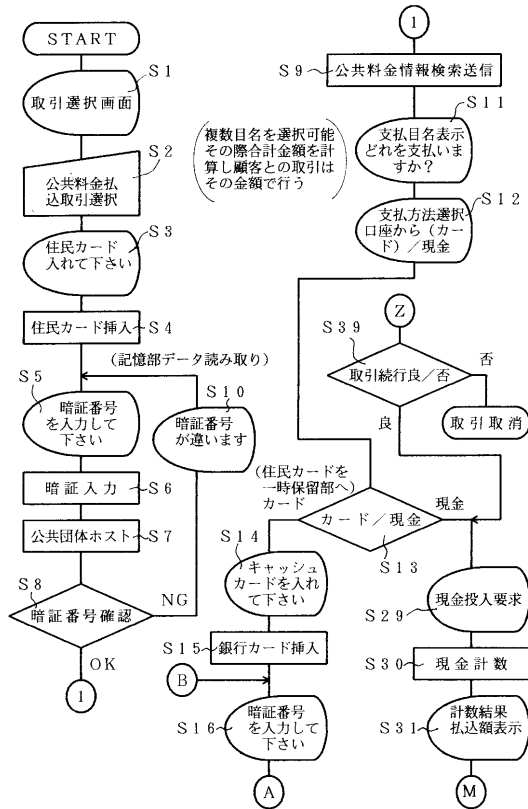 START
S1
取引選択画面
S2
公共料金払
込取引選択
S3
住民カード
入れて下さい
住民カード挿入
S4
(記憶部データ読み取り)
S5
暗証番号
を入力して
下さい
S10
暗証番号
が違います
暗証入力
S6
公共団体ホスト
S7
S8
暗証番号確認
NG
OK
1
1
S9
公共料金情報検索送信
S11
支払目名表示
どれを支払いま
すか?
(複数目名を選択可能
その際合計金額を計
算し顧客との取引は
その金額で行う)
S12
支払方法選択
口座から(カー
ド)/現金
Z
S39
取引続行良/否
否
取引取消
良
(住民カードを
一時保留部へ)
カード
カード/現金
現金
S13
S14
キャッシュ
カードを入れ
て下さい
S15
銀行カード挿入
B
S16
暗証番号
を入力して
下さい
A
S29
現金投入要求
S30
現金計数
S31
計数結果
払込額表示
M